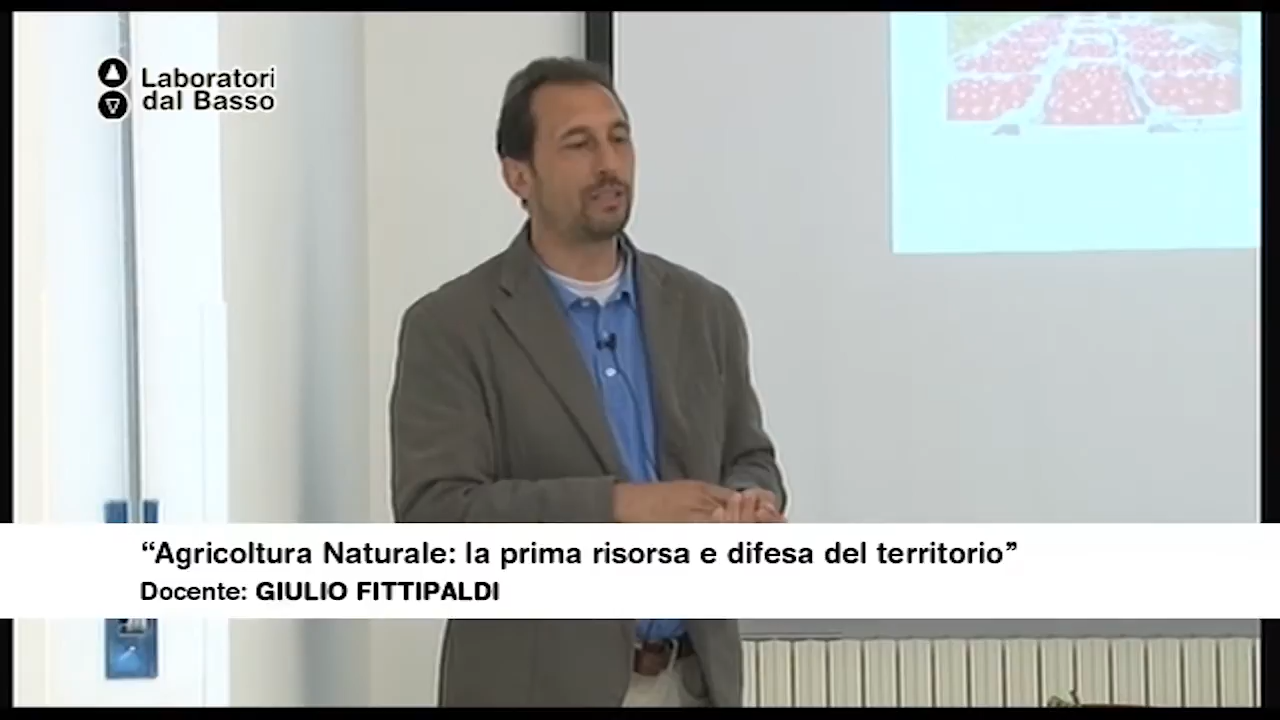 Laboratori
dal Basso
“Agricoltura Naturale: la prima risorsa e difesa del territorio”
Docente: GIULIO FITTIPALDI